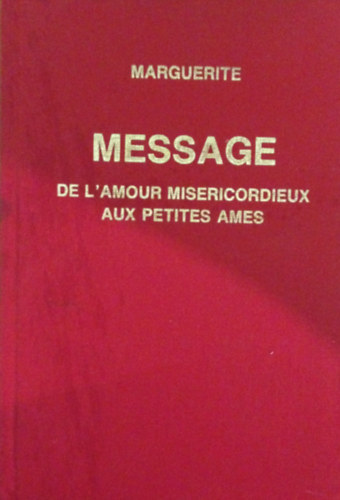 MARGUERITE
MESSAGE
DE L'AMOUR MISERICORDIEUX
AUX PETITES AMES